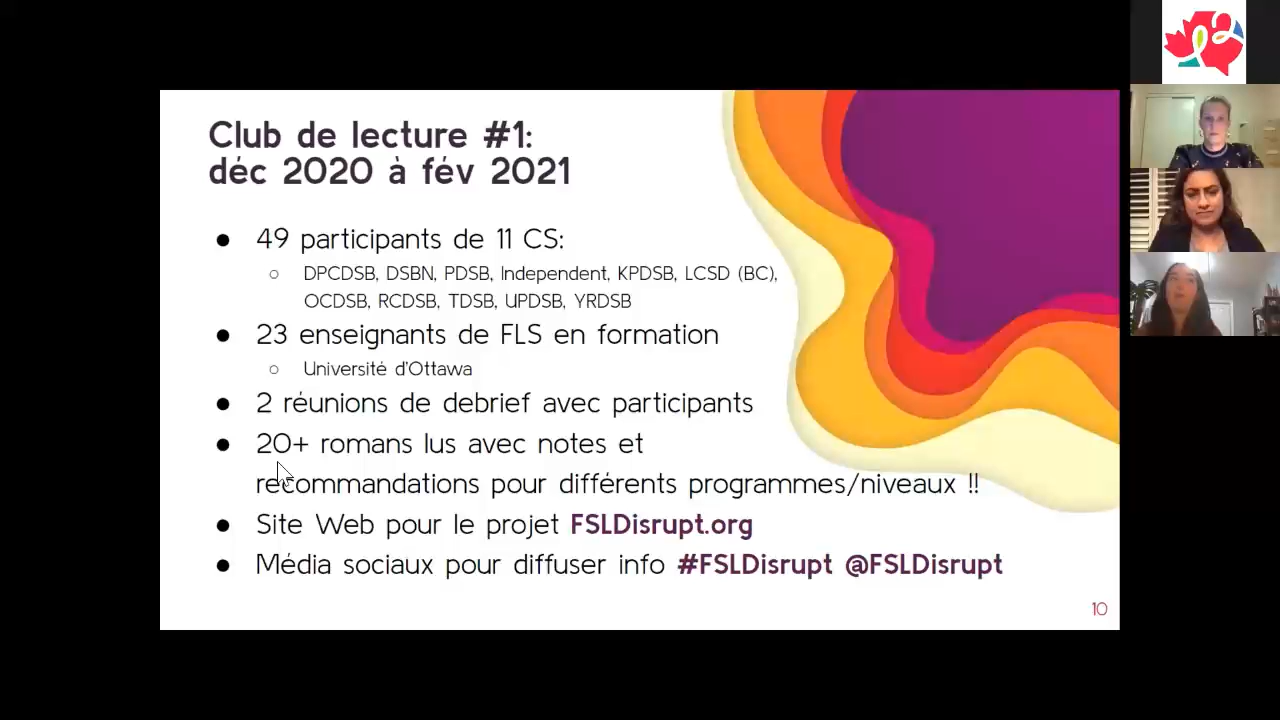 Club de lecture #1:
déc 2020 à fév 2021
● 49 participants de 11 CS:
○ DPCDSB, DSBN, PDSB, Independent, KPDSB, LCSD (BC),
OCDSB, RCDSB, TDSB, UPDSB, YRDSB
● 23 enseignants de FLS en formation
○ Université d'Ottawa
● 2 réunions de debrief avec participants
● 20+ romans lus avec notes et
recommandations pour différents programmes/niveaux !!
● Site Web pour le projet FSLDisrupt.org
● Média sociaux pour diffuser info #FSLDisrupt @FSLDisrupt
10